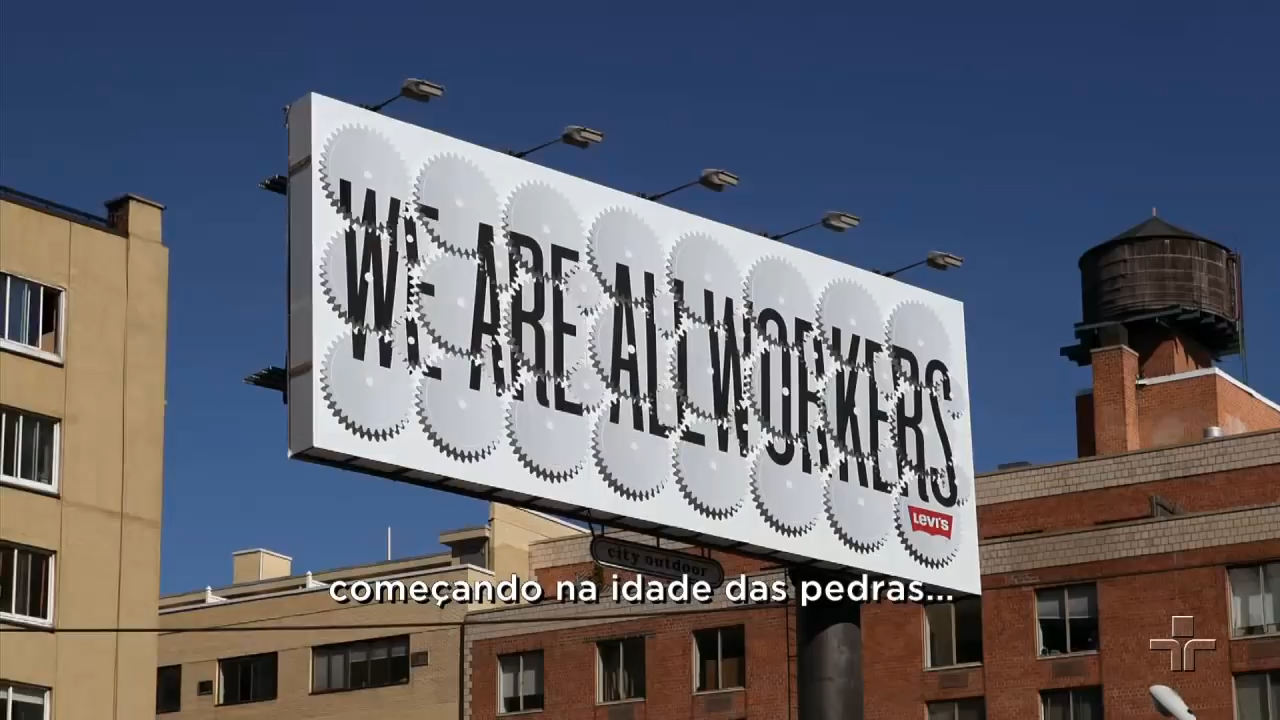 WE ARE ALL WORKERS
LEVI'S
city outdoor
começando na idade das pedras...